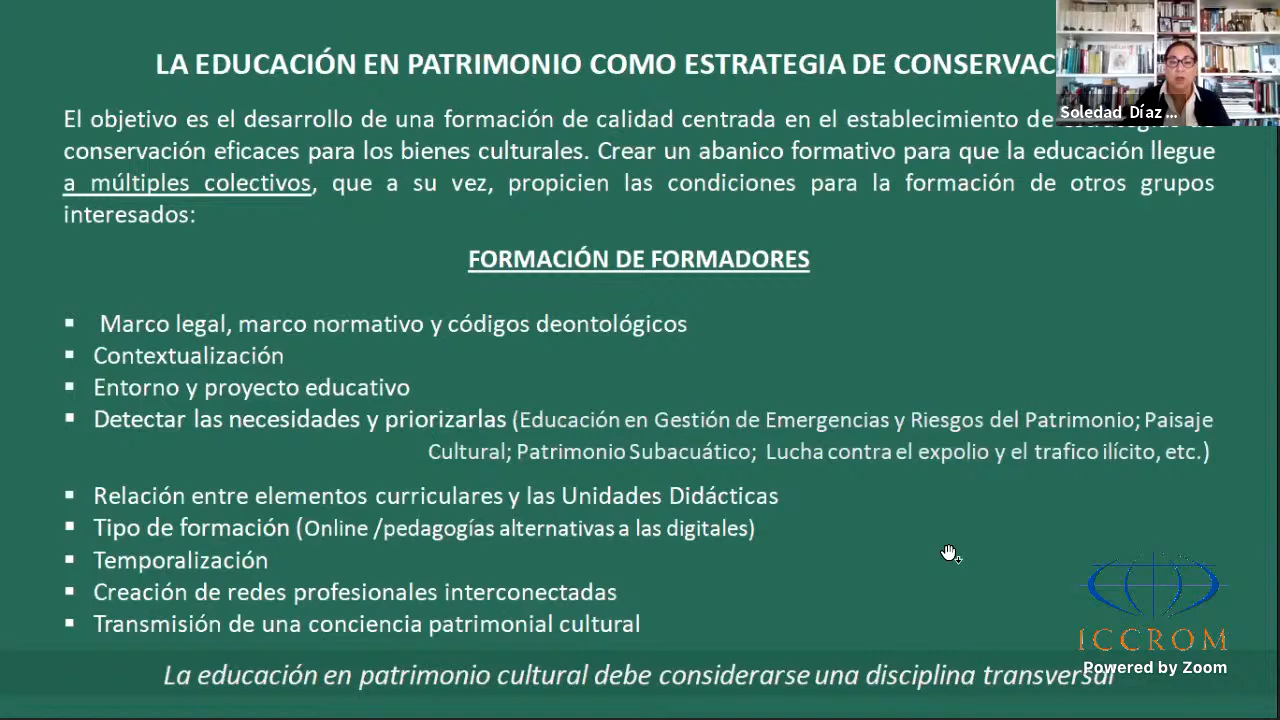 LA EDUCACIÓN EN PATRIMONIO COMO ESTRATEGIA DE CONSERVAC
Soledad Díaz ...
El objetivo es el desarrollo de una formación de calidad centrada en el establecimiento de
conservación eficaces para los bienes culturales. Crear un abanico formativo para que la educación llegue
a múltiples colectivos, que a su vez, propicien las condiciones para la formación de otros grupos
interesados:
FORMACIÓN DE FORMADORES
▪ Marco legal, marco normativo y códigos deontológicos
▪ Contextualización
▪ Entorno y proyecto educativo
▪ Detectar las necesidades y priorizarlas (Educación en Gestión de Emergencias y Riesgos del Patrimonio; Paisaje
Cultural; Patrimonio Subacuático; Lucha contra el expolio y el trafico ilícito, etc.)
▪ Relación entre elementos curriculares y las Unidades Didácticas
▪ Tipo de formación (Online /pedagogías alternativas a las digitales)
▪ Temporalización
▪ Creación de redes profesionales interconectadas
▪ Transmisión de una conciencia patrimonial cultural
ICCROM
Powered by Zoom
La educación en patrimonio cultural debe considerarse una disciplina transversal